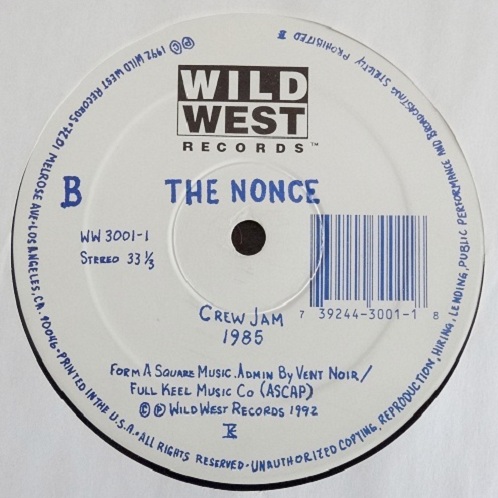 WILD
WEST
RECORDS™
B
THE NONCE
WW 3001-1
STEREO 33 ⅓
7 39244-3001-1 8
CREW JAM
1985
FORM A SQUARE MUSIC. ADMIN BY VENT NOIR/
FULL KEEL MUSIC CO (ASCAP)
© ℗ WILD WEST RECORDS 1992
℗ © 1992 WILD WEST RECORDS • 7201 MELROSE AVE • LOS ANGELES, CA. 90046 • PRINTED IN THE U.S.A. • ALL RIGHTS RESERVED • UNAUTHORIZED COPYING, REPRODUCTION, HIRING, LENDING, PUBLIC PERFORMANCE AND BROADCASTING STRICTLY PROHIBITED